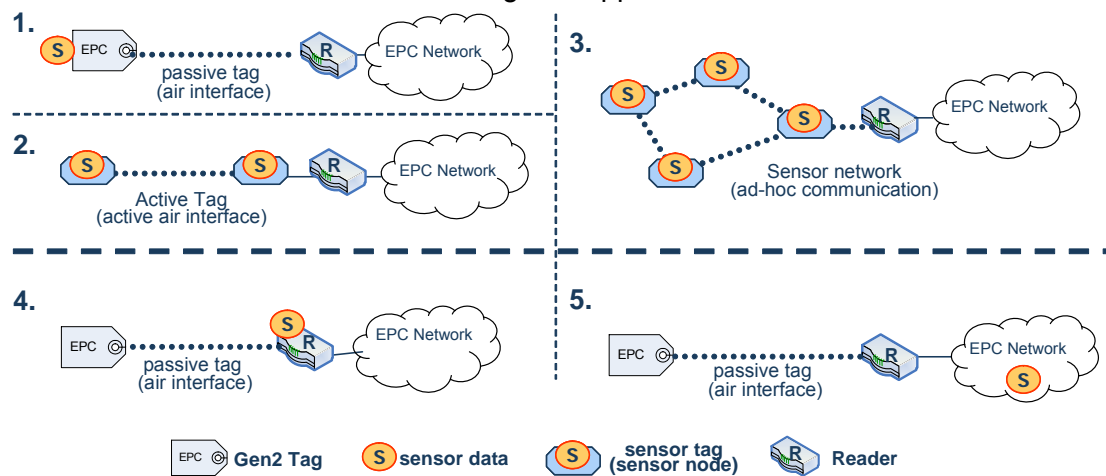 1.
S
EPC
R
EPC Network
passive tag
(air interface)
2.
S
S
R
EPC Network
Active Tag
(active air interface)
3.
S
S
S
S
R
EPC Network
Sensor network
(ad-hoc communication)
4.
EPC
S
R
EPC Network
passive tag
(air interface)
5.
EPC
R
EPC Network
S
passive tag
(air interface)
EPC
Gen2 Tag
S
sensor data
S
sensor tag
(sensor node)
R
Reader